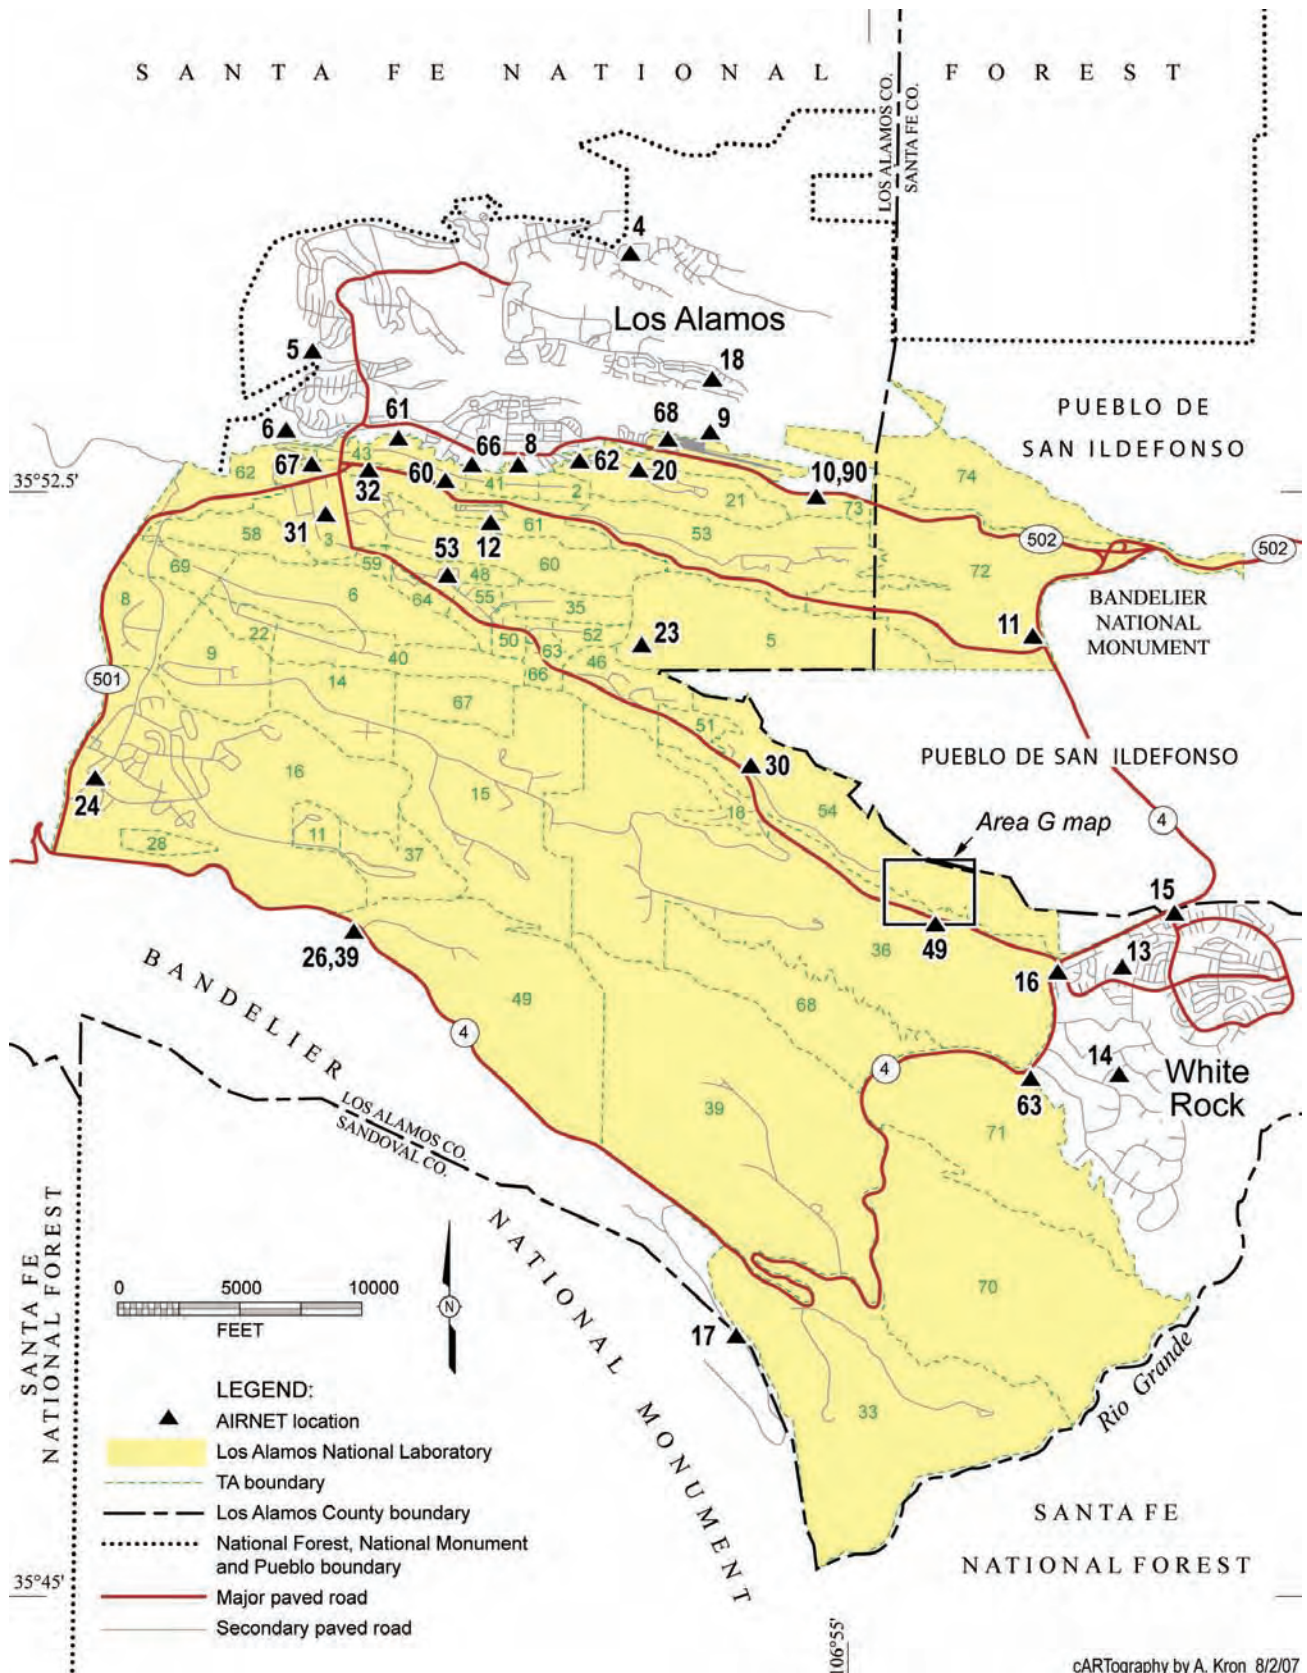 SANTA FE NATIONAL FOREST
LOS ALAMOS CO.
SANTA FE CO.
4
Los Alamos
5
18
61
68
9
PUEBLO DE
SAN ILDEFONSO
6
66
8
43
67
62
60
62
20
10,90
74
35°52.5'
32
41
2
21
73
31
58
3
12
61
53
502
502
53
59
48
60
72
69
6
64
55
35
8
BANDELIER
NATIONAL
MONUMENT
11
22
50
52
23
5
9
40
63
46
501
14
66
67
51
PUEBLO DE SAN ILDEFONSO
30
24
16
15
18
54
Area G map
4
28
11
37
15
26,39
49
36
13
16
BANDELIER
49
68
4
4
14
White
Rock
63
LOS ALAMOS CO.
SANDOVAL CO.
39
71
SANTA FE
NATIONAL FOREST
NATIONAL MONUMENT
0 5000 10000
FEET
N
70
17
Rio Grande
33
LEGEND:
AIRNET location
Los Alamos National Laboratory
TA boundary
Los Alamos County boundary
National Forest, National Monument
and Pueblo boundary
Major paved road
Secondary paved road
SANTA FE
NATIONAL FOREST
35°45'
106°55'
cARTography by A. Kron 8/2/07